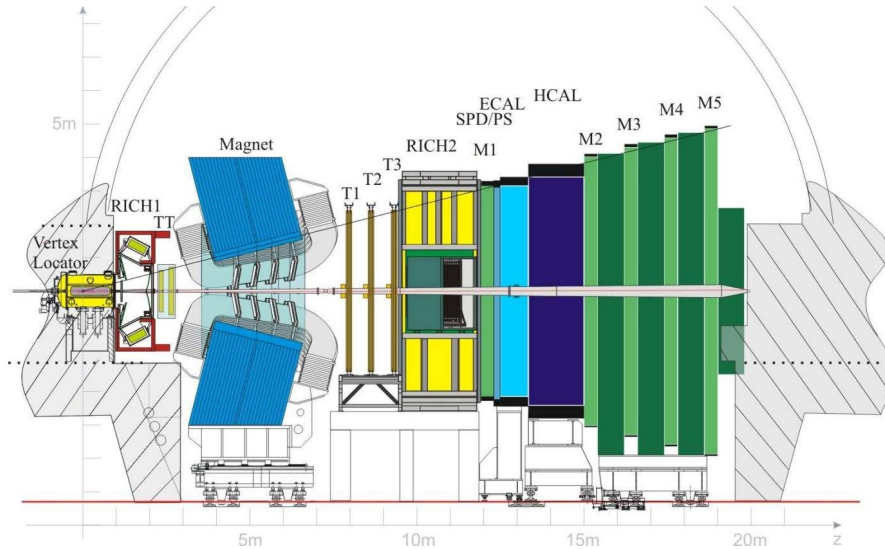 5m
M5
M4
M3
M2
HCAL
ECAL
SPD/PS
M1
RICH2
Magnet
T3
T2
T1
RICH1
TT
Vertex
Locator
5m
10m
15m
20m
z